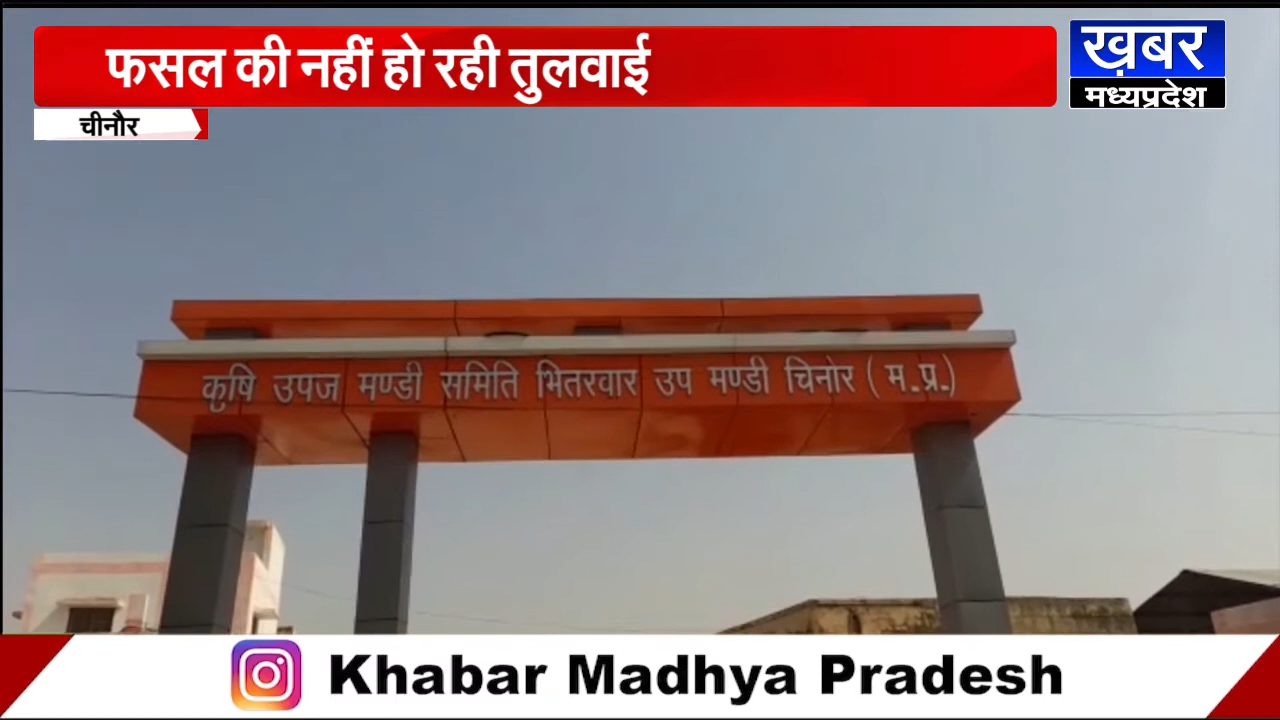 फसल की नहीं हो रही तुलवाई
ख़बर
मध्यप्रदेश
चीनौर
कृषि उपज मण्डी समिति भितरवार उप मण्डी चिनोर ( म.प्र.)
Khabar Madhya Pradesh